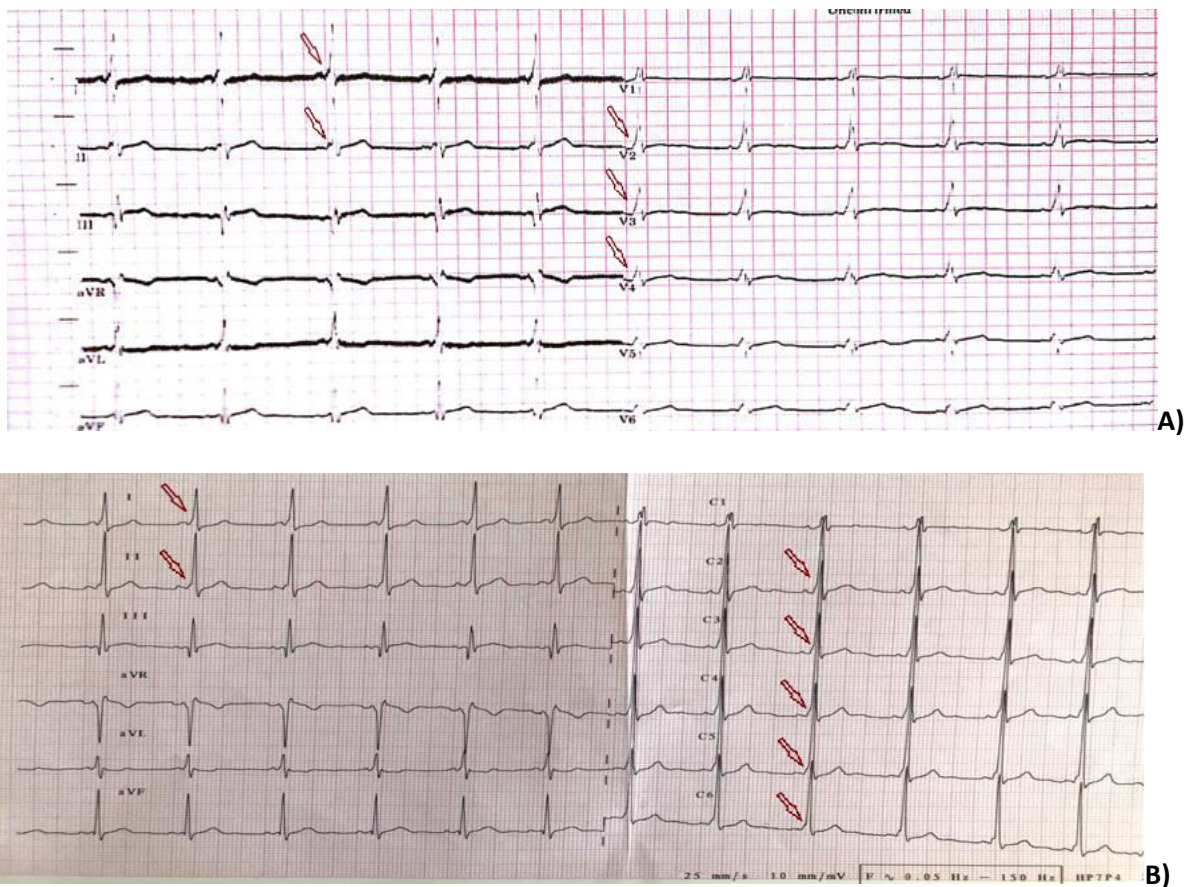 Unconfirmed
I
V1
II
V2
III
V3
aVR
V4
aVL
V5
aVF
V6
A)
I
C1
II
C2
III
C3
aVR
C4
aVL
C5
aVF
C6
25 mm/s 10 mm/mV F ∿ 0.05 Hz — 150 Hz HP7P4
B)